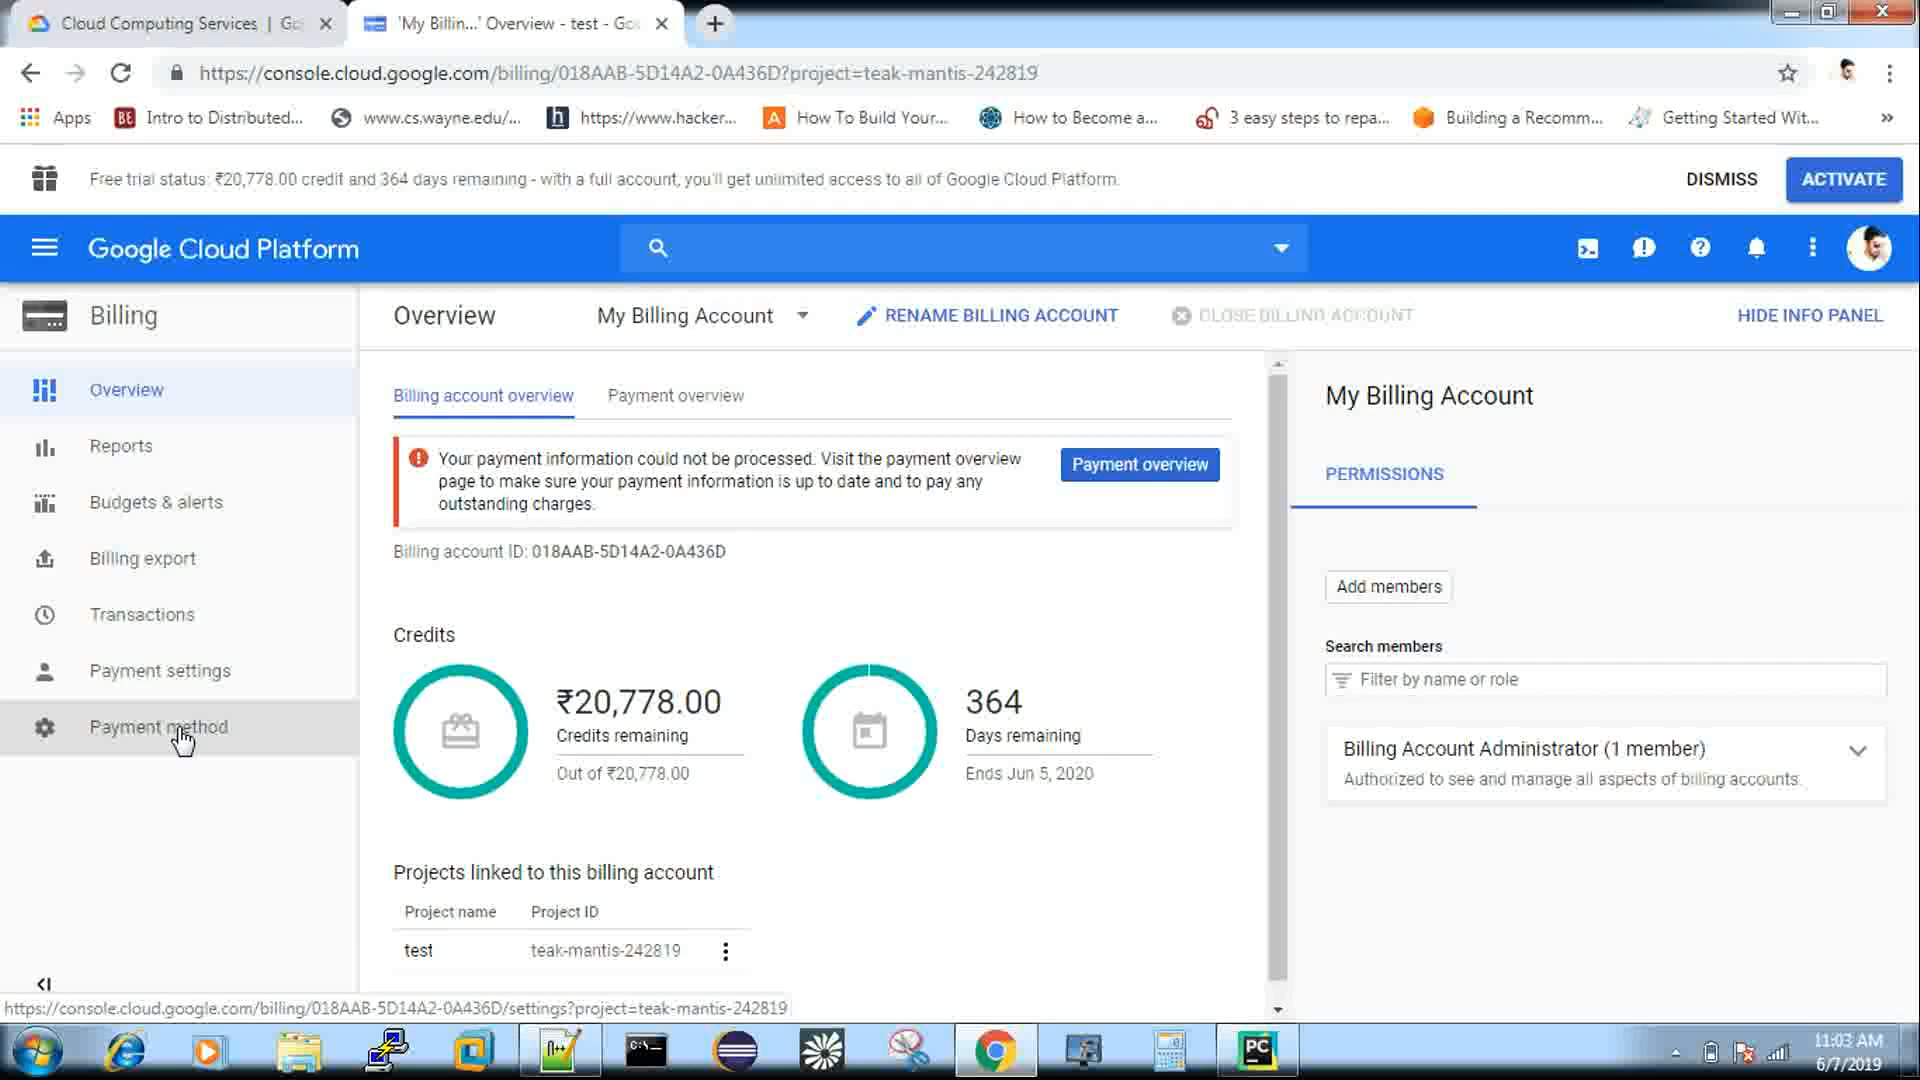 Cloud Computing Services | Go
'My Billin...' Overview - test - Goo
https://console.cloud.google.com/billing/018AAB-5D14A2-0A436D?project=teak-mantis-242819
Apps
BE
Intro to Distributed...
www.cs.wayne.edu/...
h
https://www.hacker...
A
How To Build Your...
How to Become a...
3 easy steps to repa...
Building a Recomm...
Getting Started Wit...
»
Free trial status: ₹20,778.00 credit and 364 days remaining - with a full account, you'll get unlimited access to all of Google Cloud Platform.
DISMISS
ACTIVATE
Google Cloud Platform
Billing
Overview
My Billing Account
RENAME BILLING ACCOUNT
CLOSE BILLING ACCOUNT
HIDE INFO PANEL
Overview
Reports
Budgets & alerts
Billing export
Transactions
Payment settings
Payment method
Billing account overview
Payment overview
Your payment information could not be processed. Visit the payment overview
page to make sure your payment information is up to date and to pay any
outstanding charges.
Payment overview
Billing account ID: 018AAB-5D14A2-0A436D
Credits
₹20,778.00
Credits remaining
Out of ₹20,778.00
364
Days remaining
Ends Jun 5, 2020
Projects linked to this billing account
Project name
Project ID
test
teak-mantis-242819
My Billing Account
PERMISSIONS
Add members
Search members
Filter by name or role
Billing Account Administrator (1 member)
Authorized to see and manage all aspects of billing accounts.
https://console.cloud.google.com/billing/018AAB-5D14A2-0A436D/settings?project=teak-mantis-242819
N++
C:\
PC
11:03 AM
6/7/2019